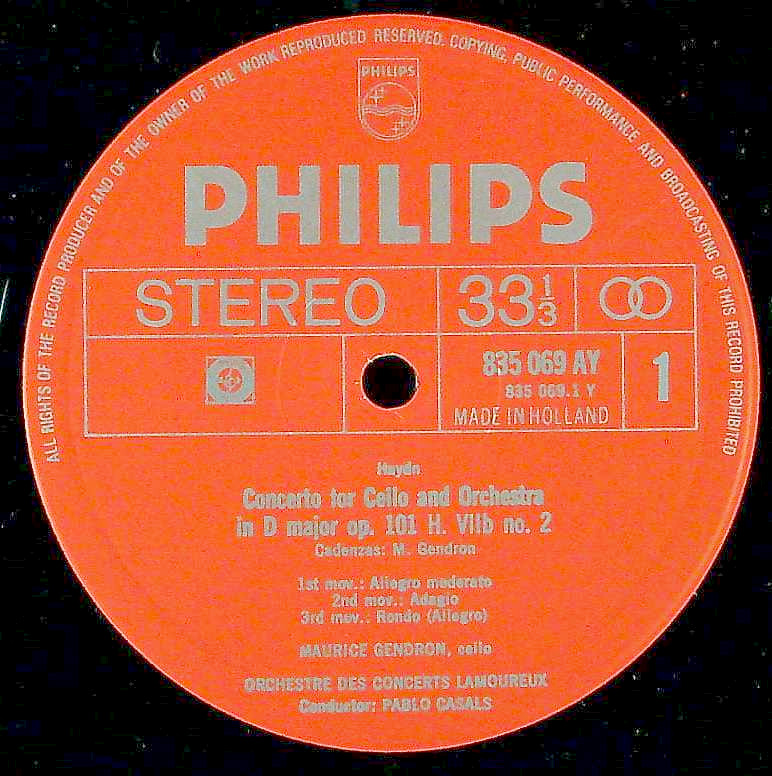 ALL RIGHTS OF THE RECORD PRODUCER AND OF THE OWNER OF THE WORK REPRODUCED RESERVED. COPYING, PUBLIC PERFORMANCE AND BROADCASTING OF THIS RECORD PROHIBITED
PHILIPS
PHILIPS
STEREO 33 1/3
835 069 AY 1
835 069.1 Y
MADE IN HOLLAND
Haydn
Concerto for Cello and Orchestra
in D major op. 101 H. VIIb no. 2
Cadenzas: M. Gendron
1st mov.: Allegro moderato
2nd mov.: Adagio
3rd mov.: Rondo (Allegro)
MAURICE GENDRON, cello
ORCHESTRE DES CONCERTS LAMOUREUX
Conductor: PABLO CASALS